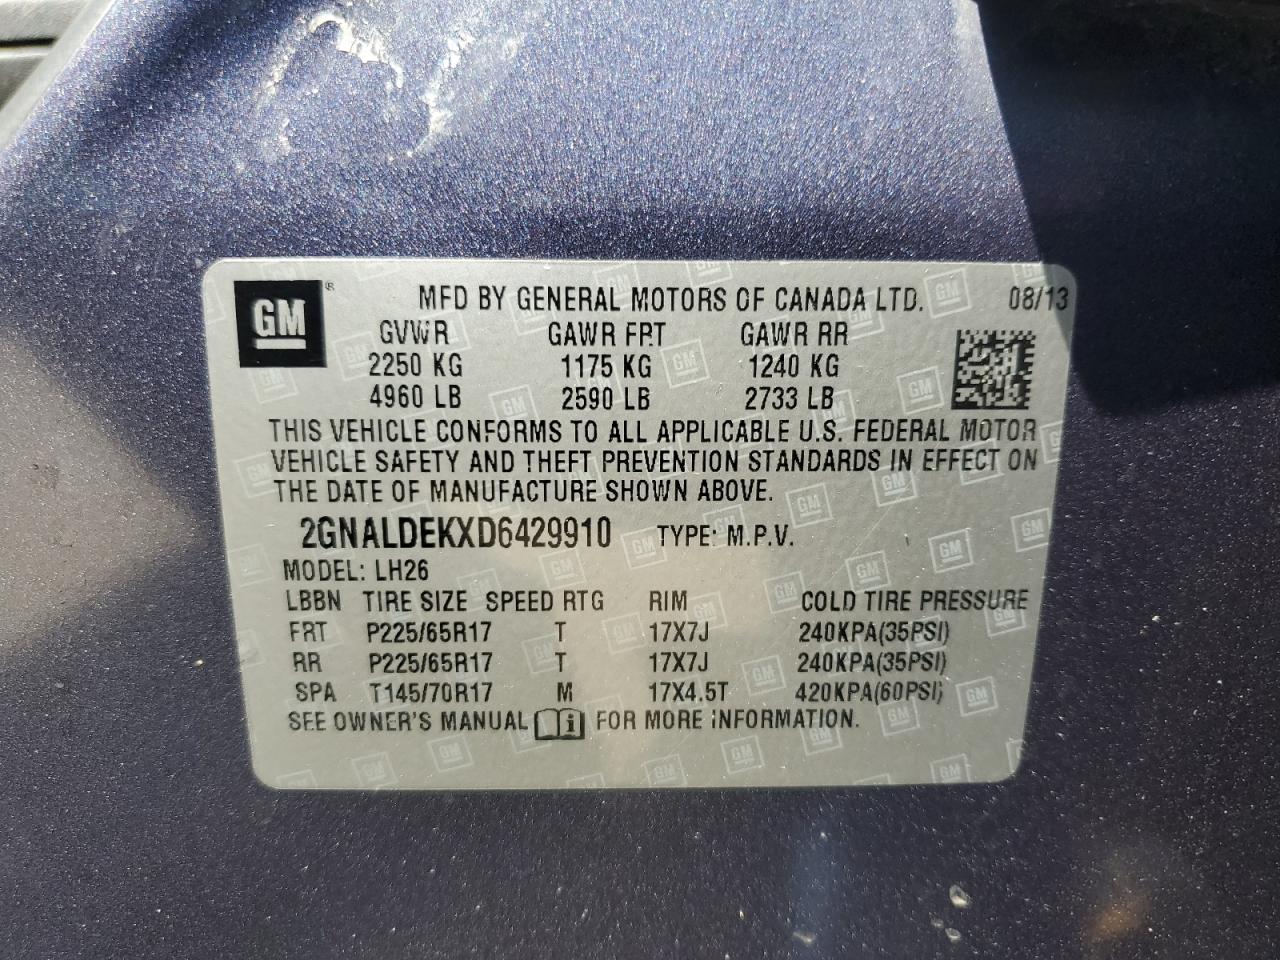 GM ®
MFD BY GENERAL MOTORS OF CANADA LTD. 08/13
GVWR GAWR FRT GAWR RR
2250 KG 1175 KG 1240 KG
4960 LB 2590 LB 2733 LB
THIS VEHICLE CONFORMS TO ALL APPLICABLE U.S. FEDERAL MOTOR
VEHICLE SAFETY AND THEFT PREVENTION STANDARDS IN EFFECT ON
THE DATE OF MANUFACTURE SHOWN ABOVE.
2GNALDEKXD6429910 TYPE: M.P.V.
MODEL: LH26
LBBN TIRE SIZE SPEED RTG RIM COLD TIRE PRESSURE
FRT P225/65R17 T 17X7J 240KPA(35PSI)
RR P225/65R17 T 17X7J 240KPA(35PSI)
SPA T145/70R17 M 17X4.5T 420KPA(60PSI)
SEE OWNER'S MANUAL FOR MORE INFORMATION.